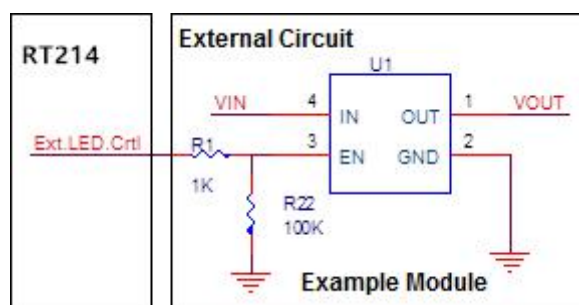 RT214
External Circuit
U1
VIN 4 IN OUT 1 VOUT
Ext.LED.Crtl R1 3 EN GND 2
1K
R22
100K
Example Module